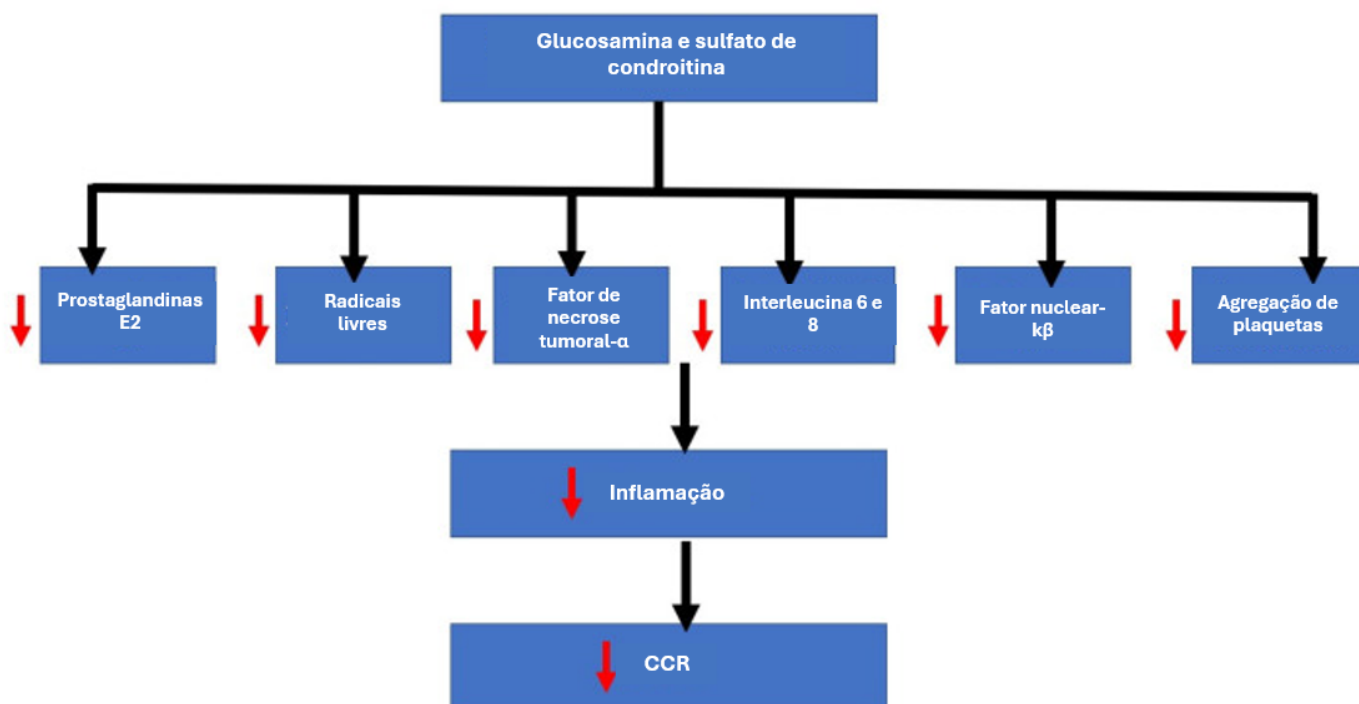 Glucosamina e sulfato de
condroitina
Prostaglandinas
E2
Radicais
livres
Fator de
necrose
tumoral-α
Interleucina 6 e
8
Fator nuclear-
kβ
Agregação de
plaquetas
Inflamação
CCR